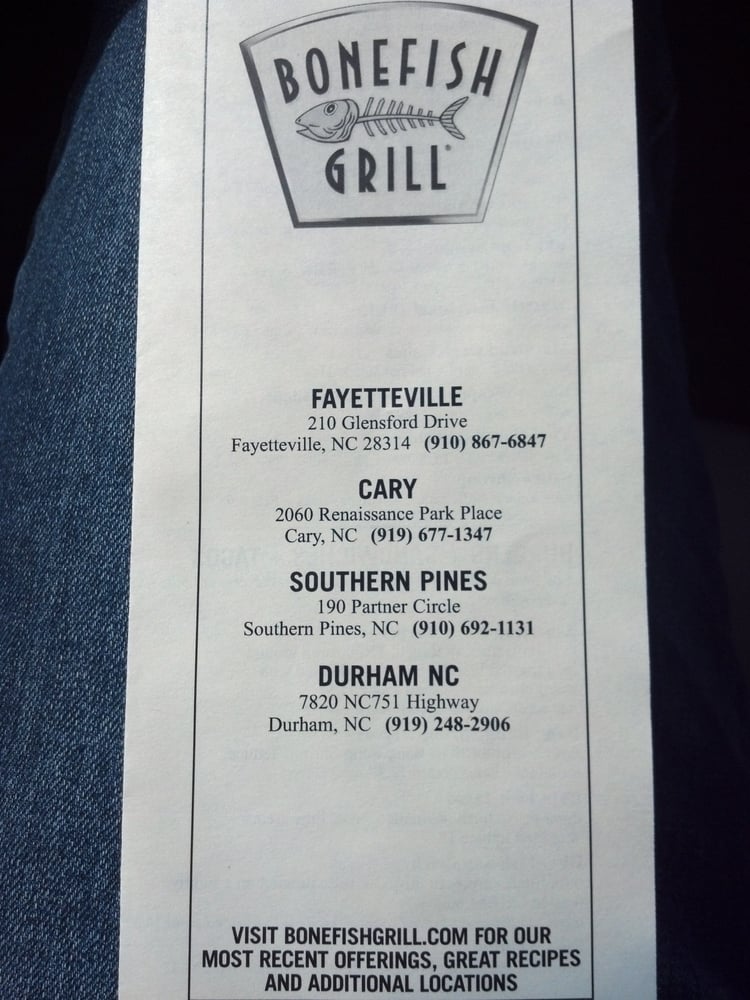 BONEFISH
GRILL®
FAYETTEVILLE
210 Glensford Drive
Fayetteville, NC 28314 (910) 867-6847
CARY
2060 Renaissance Park Place
Cary, NC (919) 677-1347
SOUTHERN PINES
190 Partner Circle
Southern Pines, NC (910) 692-1131
DURHAM NC
7820 NC751 Highway
Durham, NC (919) 248-2906
VISIT BONEFISHGRILL.COM FOR OUR
MOST RECENT OFFERINGS, GREAT RECIPES
AND ADDITIONAL LOCATIONS